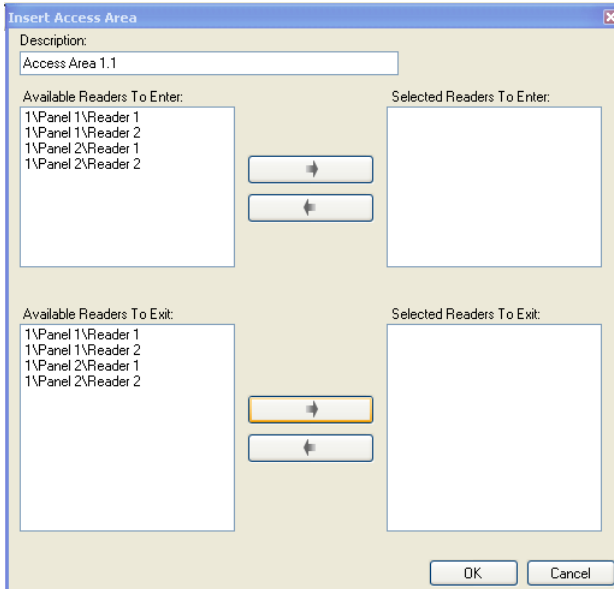 Insert Access Area
Description:
Access Area 1.1
Available Readers To Enter:
Selected Readers To Enter:
1\Panel 1\Reader 1
1\Panel 1\Reader 2
1\Panel 2\Reader 1
1\Panel 2\Reader 2
Available Readers To Exit:
Selected Readers To Exit:
1\Panel 1\Reader 1
1\Panel 1\Reader 2
1\Panel 2\Reader 1
1\Panel 2\Reader 2
OK
Cancel